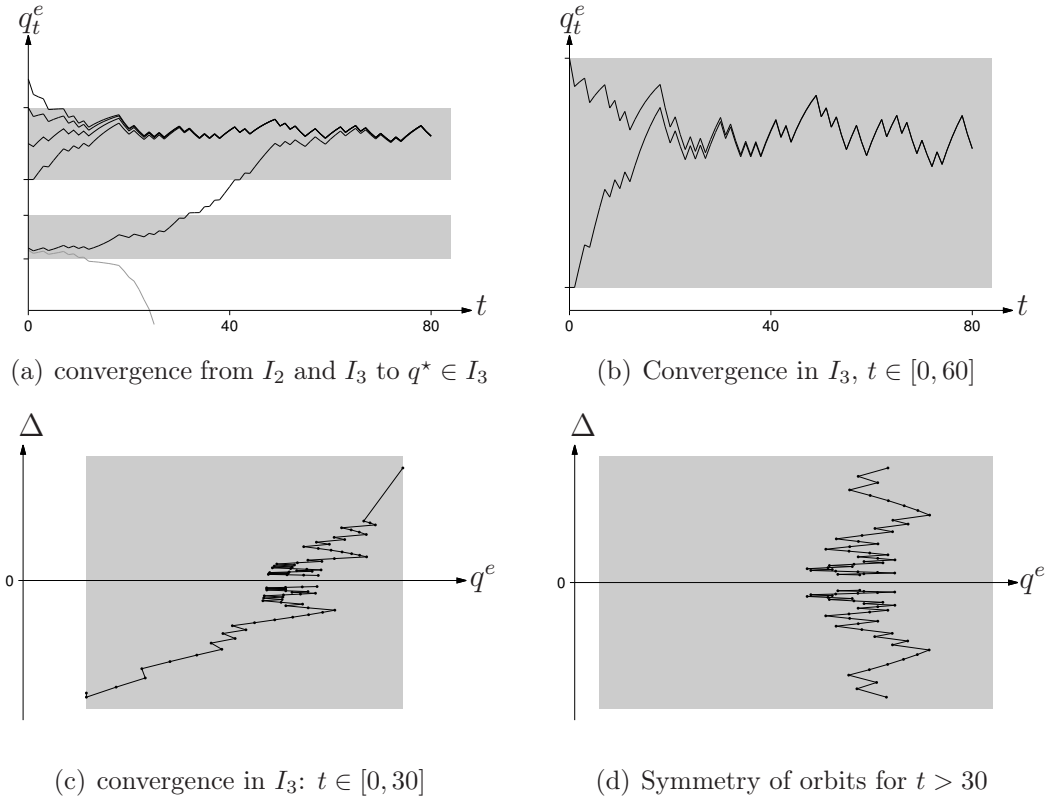 q_t^e
q_t^e
t
t
0
40
80
0
40
80
(a) convergence from I_2 and I_3 to q^⋆ ∈ I_3
(b) Convergence in I_3, t ∈ [0, 60]
Δ
Δ
0
q^e
0
q^e
(c) convergence in I_3: t ∈ [0, 30]
(d) Symmetry of orbits for t > 30